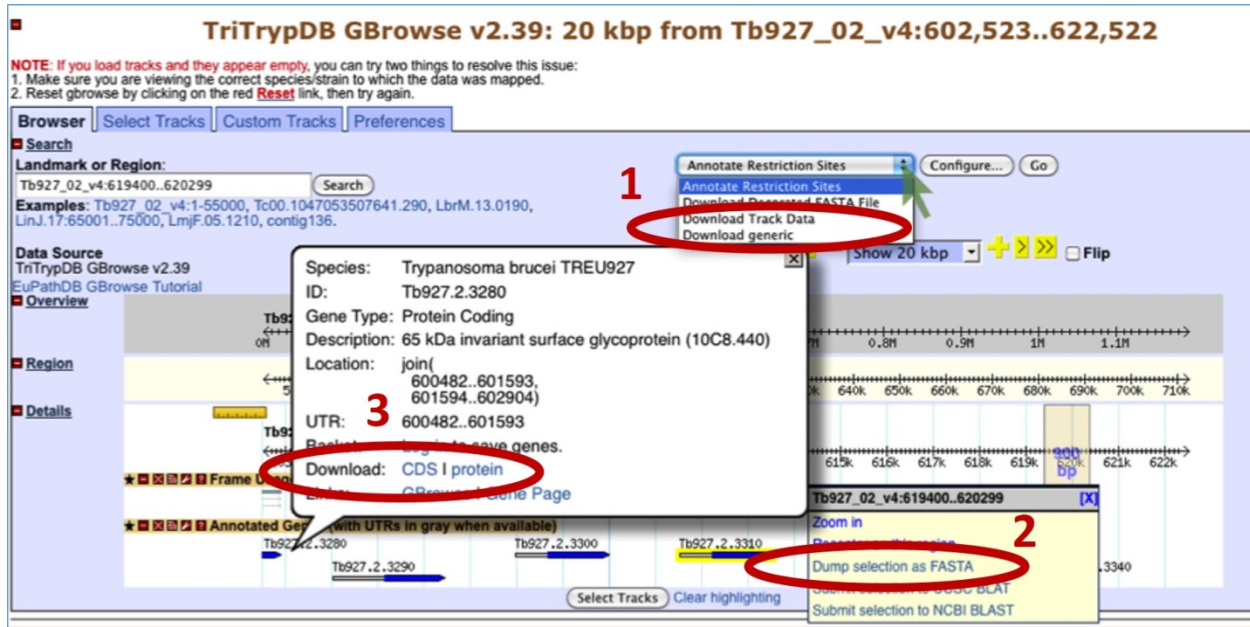 TriTrypDB GBrowse v2.39: 20 kbp from Tb927_02_v4:602,523..622,522
NOTE: If you load tracks and they appear empty, you can try two things to resolve this issue:
1. Make sure you are viewing the correct species/strain to which the data was mapped.
2. Reset gbrowse by clicking on the red Reset link, then try again.
Browser Select Tracks Custom Tracks Preferences
Search
Landmark or Region:
Tb927_02_v4:619400..620299 Search
Examples: Tb927_02_v4:1-55000, Tc00.1047053507641.290, LbrM.13.0190,
LinJ.17:65001..75000, LmjF.05.1210, contig136.
1
Annotate Restriction Sites Configure... Go
Annotate Restriction Sites
Download Decorated FASTA File
Download Track Data
Download generic
Data Source
TriTrypDB GBrowse v2.39
EuPathDB GBrowse Tutorial
Show 20 kbp Flip
Species: Trypanosoma brucei TREU927
ID: Tb927.2.3280
Gene Type: Protein Coding
Description: 65 kDa invariant surface glycoprotein (10C8.440)
Location: join(
600482..601593,
601594..602904)
UTR: 600482..601593
3
to save genes.
Download: CDS | protein
Gene Page
Overview
0M 0.8M 0.9M 1M 1.1M
Region
640k 650k 660k 670k 680k 690k 700k 710k
Details
615k 616k 617k 618k 619k 620k 621k 622k
900 bp
Frame
Annotated (with UTRs in gray when available)
Tb927.2.3280 Tb927.2.3300 Tb927.2.3310
Tb927.2.3290 .3340
Tb927_02_v4:619400..620299 [X]
Zoom in
2
Dump selection as FASTA
Submit selection to UCSC BLAT
Submit selection to NCBI BLAST
Select Tracks Clear highlighting